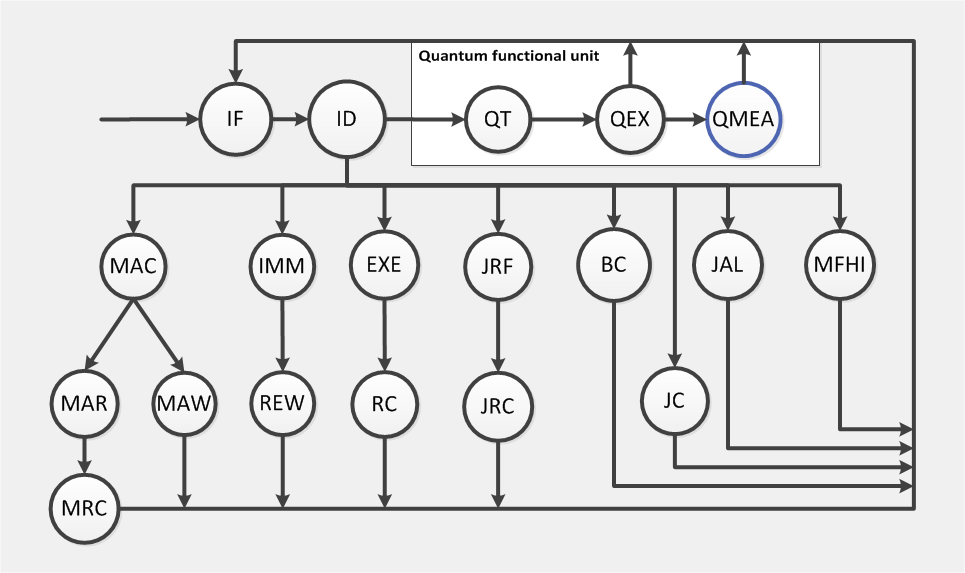 Quantum functional unit
IF
ID
QT
QEX
QMEA
MAC
IMM
EXE
JRF
BC
JAL
MFHI
MAR
MAW
REW
RC
JRC
JC
MRC